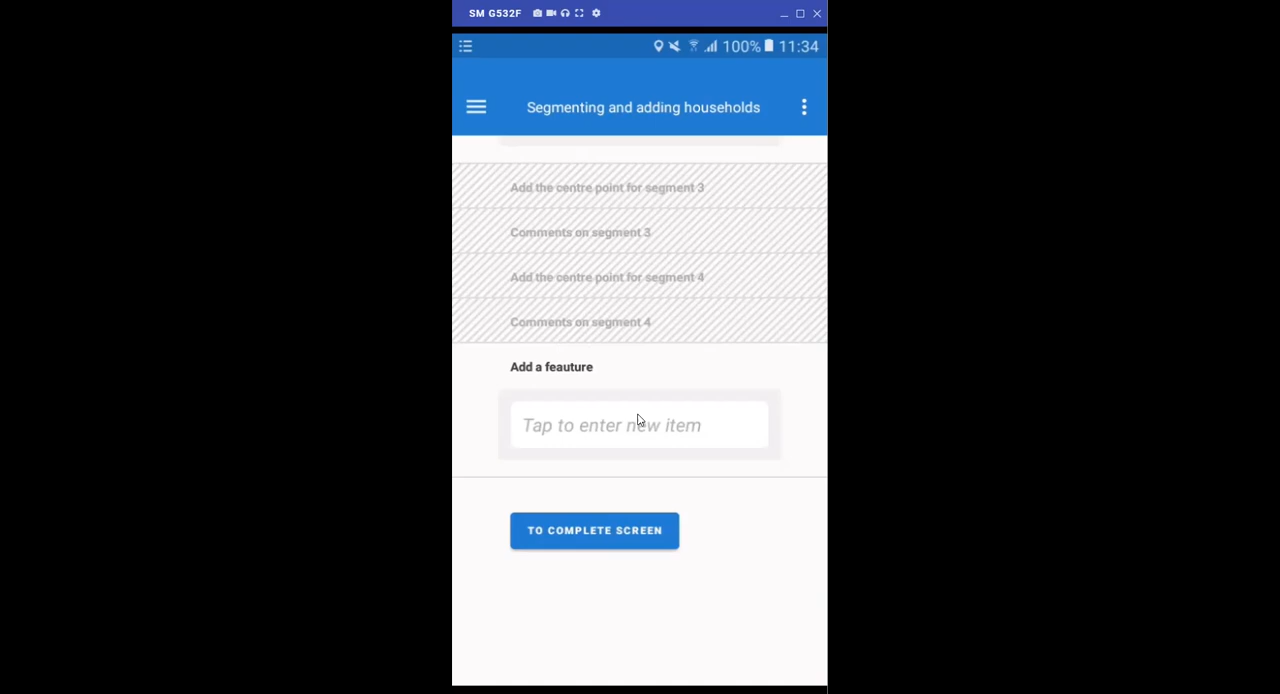 SM G532F
100% 11:34
Segmenting and adding households
Add the centre point for segment 3
Comments on segment 3
Add the centre point for segment 4
Comments on segment 4
Add a feauture
Tap to enter new item
TO COMPLETE SCREEN